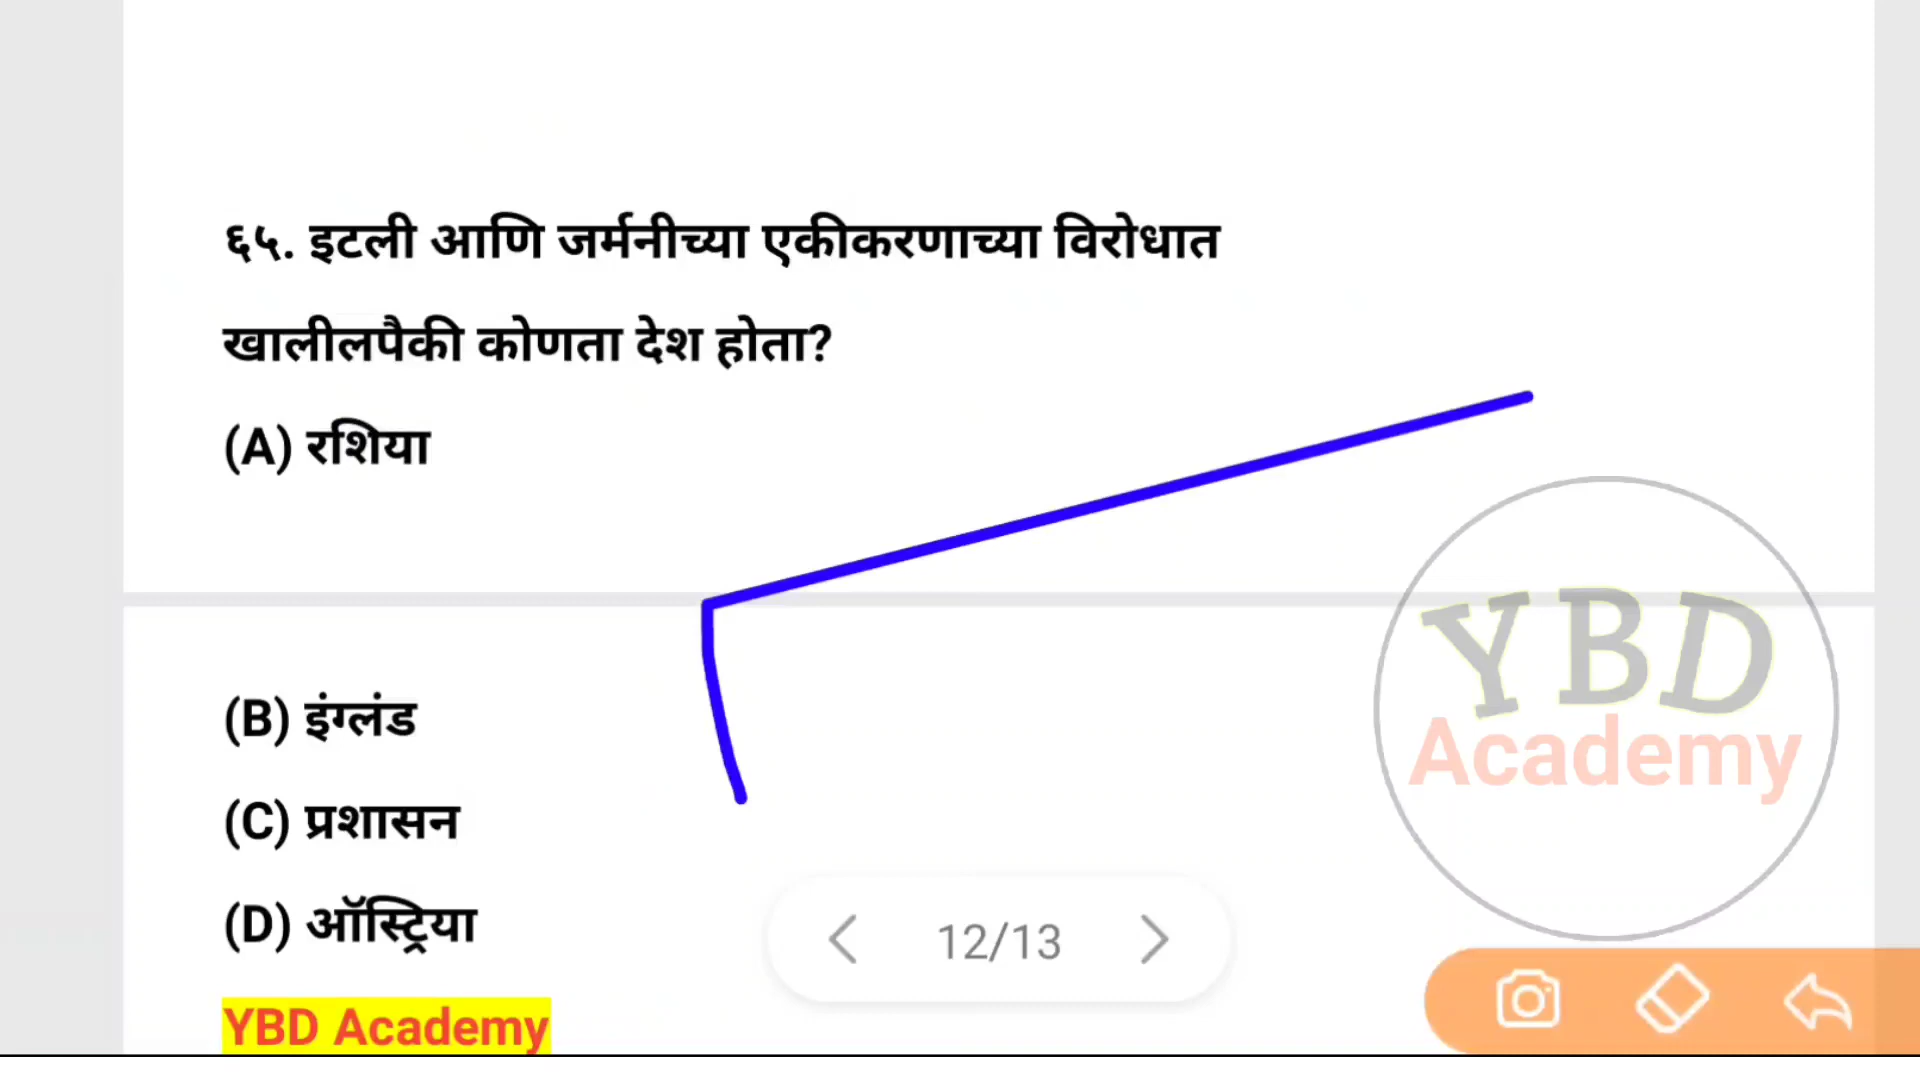 ६५. इटली आणि जर्मनीच्या एकीकरणाच्या विरोधात
खालीलपैकी कोणता देश होता?
(A) रशिया
(B) इंग्लंड
(C) प्रशासन
(D) ऑस्ट्रिया
YBD Academy
YBD
Academy
12/13